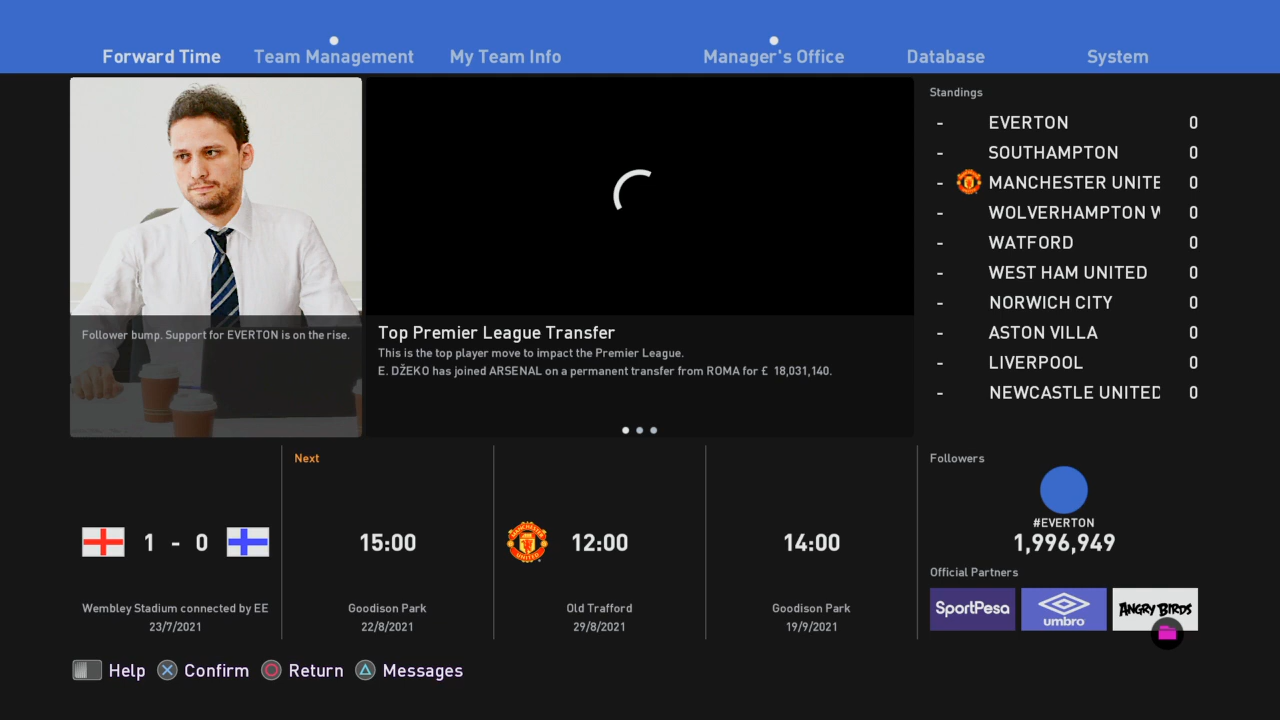 Forward Time
Team Management
My Team Info
Manager's Office
Database
System
Follower bump. Support for EVERTON is on the rise.
Top Premier League Transfer
This is the top player move to impact the Premier League.
E. DŽEKO has joined ARSENAL on a permanent transfer from ROMA for £ 18,031,140.
Standings
- EVERTON 0
- SOUTHAMPTON 0
- MANCHESTER UNITE 0
- WOLVERHAMPTON W 0
- WATFORD 0
- WEST HAM UNITED 0
- NORWICH CITY 0
- ASTON VILLA 0
- LIVERPOOL 0
- NEWCASTLE UNITED 0
1 - 0
Wembley Stadium connected by EE
23/7/2021
Next
15:00
Goodison Park
22/8/2021
MANCHESTER
UNITED
12:00
Old Trafford
29/8/2021
14:00
Goodison Park
19/9/2021
Followers
#EVERTON
1,996,949
Official Partners
SportPesa
umbro
ANGRY BIRDS
Help
Confirm
Return
Messages